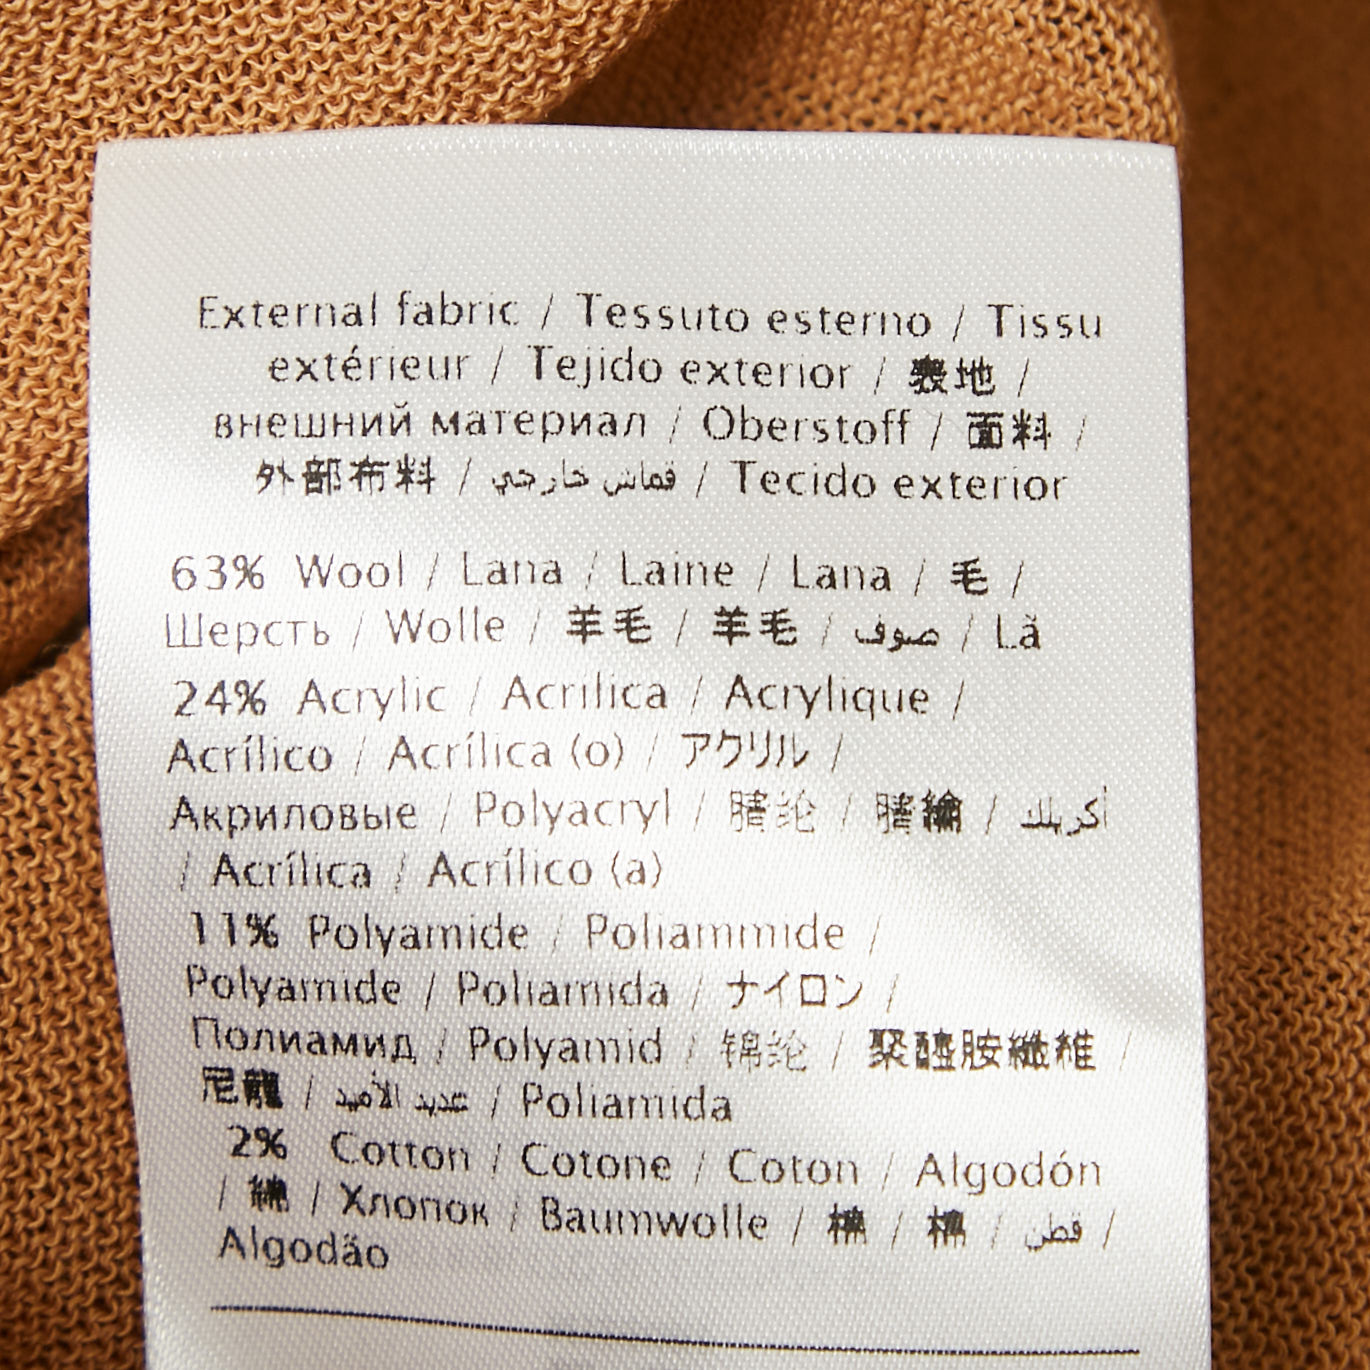 External fabric / Tessuto esterno / Tissu
extérieur / Tejido exterior / 表地 /
внешний материал / Oberstoff / 面料 /
外部布料 / قماش خارجي / Tecido exterior
63% Wool / Lana / Laine / Lana / 毛 /
Шерсть / Wolle / 羊毛 / 羊毛 / صوف / Lã
24% Acrylic / Acrilica / Acrylique /
Acrílico / Acrílica (o) / アクリル /
Акриловые / Polyacryl / 腈纶 / 腈綸 / أكريلك
/ Acrílica / Acrílico (a)
11% Polyamide / Poliammide /
Polyamide / Poliamida / ナイロン /
Полиамид / Polyamid / 锦纶 / 聚醯胺纖維 /
尼龍 / عديد الأميد / Poliamida
2% Cotton / Cotone / Coton / Algodón
/ 綿 / Хлопок / Baumwolle / 棉 / 棉 / قطن /
Algodão